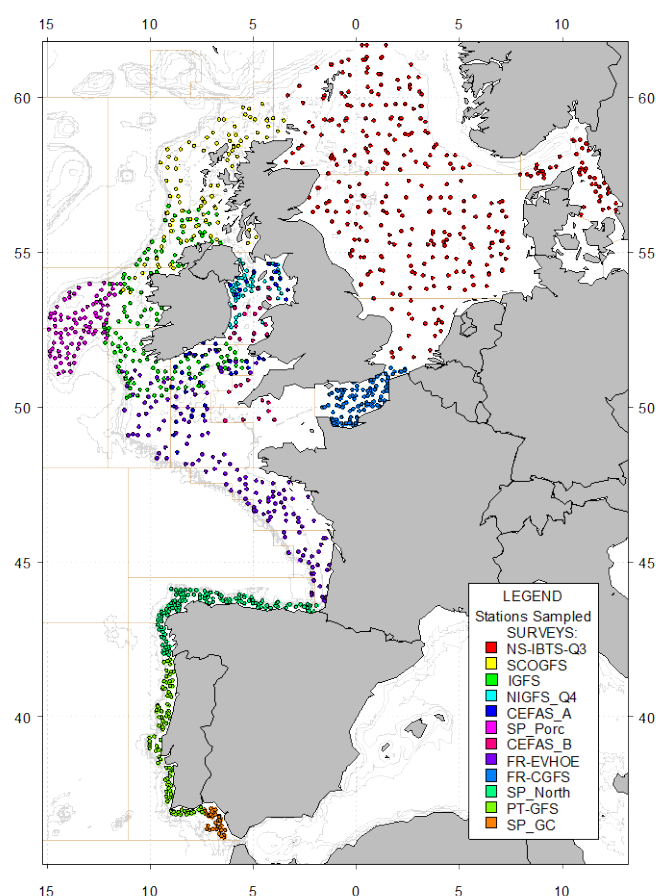 15 10 5 0 5 10
60 60
55 55
50 50
45 45
40 40
LEGEND
Stations Sampled
SURVEYS:
NS-IBTS-Q3
SCOGFS
IGFS
NIGFS_Q4
CEFAS_A
SP_Porc
CEFAS_B
FR-EVHOE
FR-CGFS
SP_North
PT-GFS
SP_GC
15 10 5 0 5 10